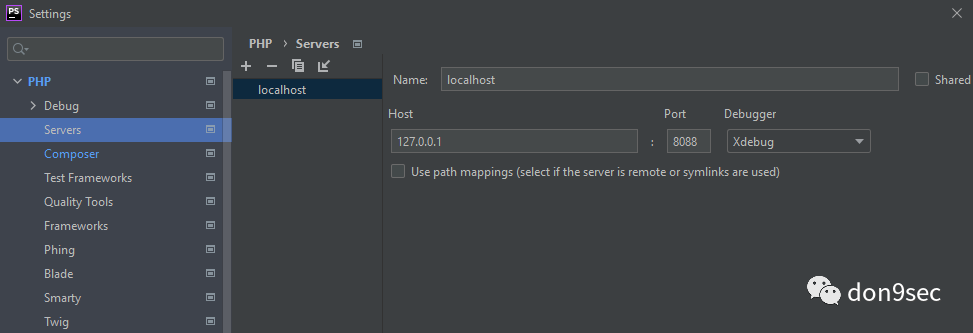 PS Settings
PHP › Servers
PHP
Debug
Servers
Composer
Test Frameworks
Quality Tools
Frameworks
Phing
Blade
Smarty
Twig
localhost
Name: localhost Shared
Host Port Debugger
127.0.0.1 : 8088 Xdebug
Use path mappings (select if the server is remote or symlinks are used)
don9sec